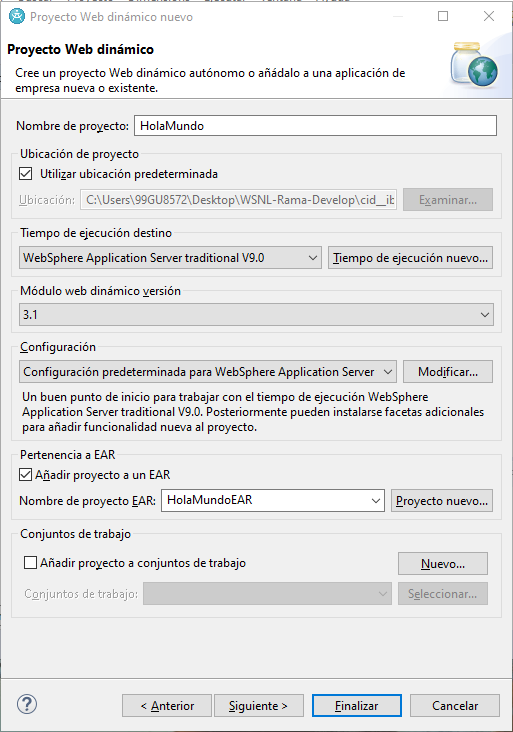 Proyecto Web dinámico nuevo
Proyecto Web dinámico
Cree un proyecto Web dinámico autónomo o añádalo a una aplicación de
empresa nueva o existente.
Nombre de proyecto: HolaMundo
Ubicación de proyecto
Utilizar ubicación predeterminada
Ubicación: C:\Users\99GU8572\Desktop\WSNL-Rama-Develop\cid__ib Examinar...
Tiempo de ejecución destino
WebSphere Application Server traditional V9.0 Tiempo de ejecución nuevo...
Módulo web dinámico versión
3.1
Configuración
Configuración predeterminada para WebSphere Application Server Modificar...
Un buen punto de inicio para trabajar con el tiempo de ejecución WebSphere
Application Server traditional V9.0. Posteriormente pueden instalarse facetas adicionales
para añadir funcionalidad nueva al proyecto.
Pertenencia a EAR
Añadir proyecto a un EAR
Nombre de proyecto EAR: HolaMundoEAR Proyecto nuevo...
Conjuntos de trabajo
Añadir proyecto a conjuntos de trabajo Nuevo...
Conjuntos de trabajo: Seleccionar...
? < Anterior Siguiente > Finalizar Cancelar